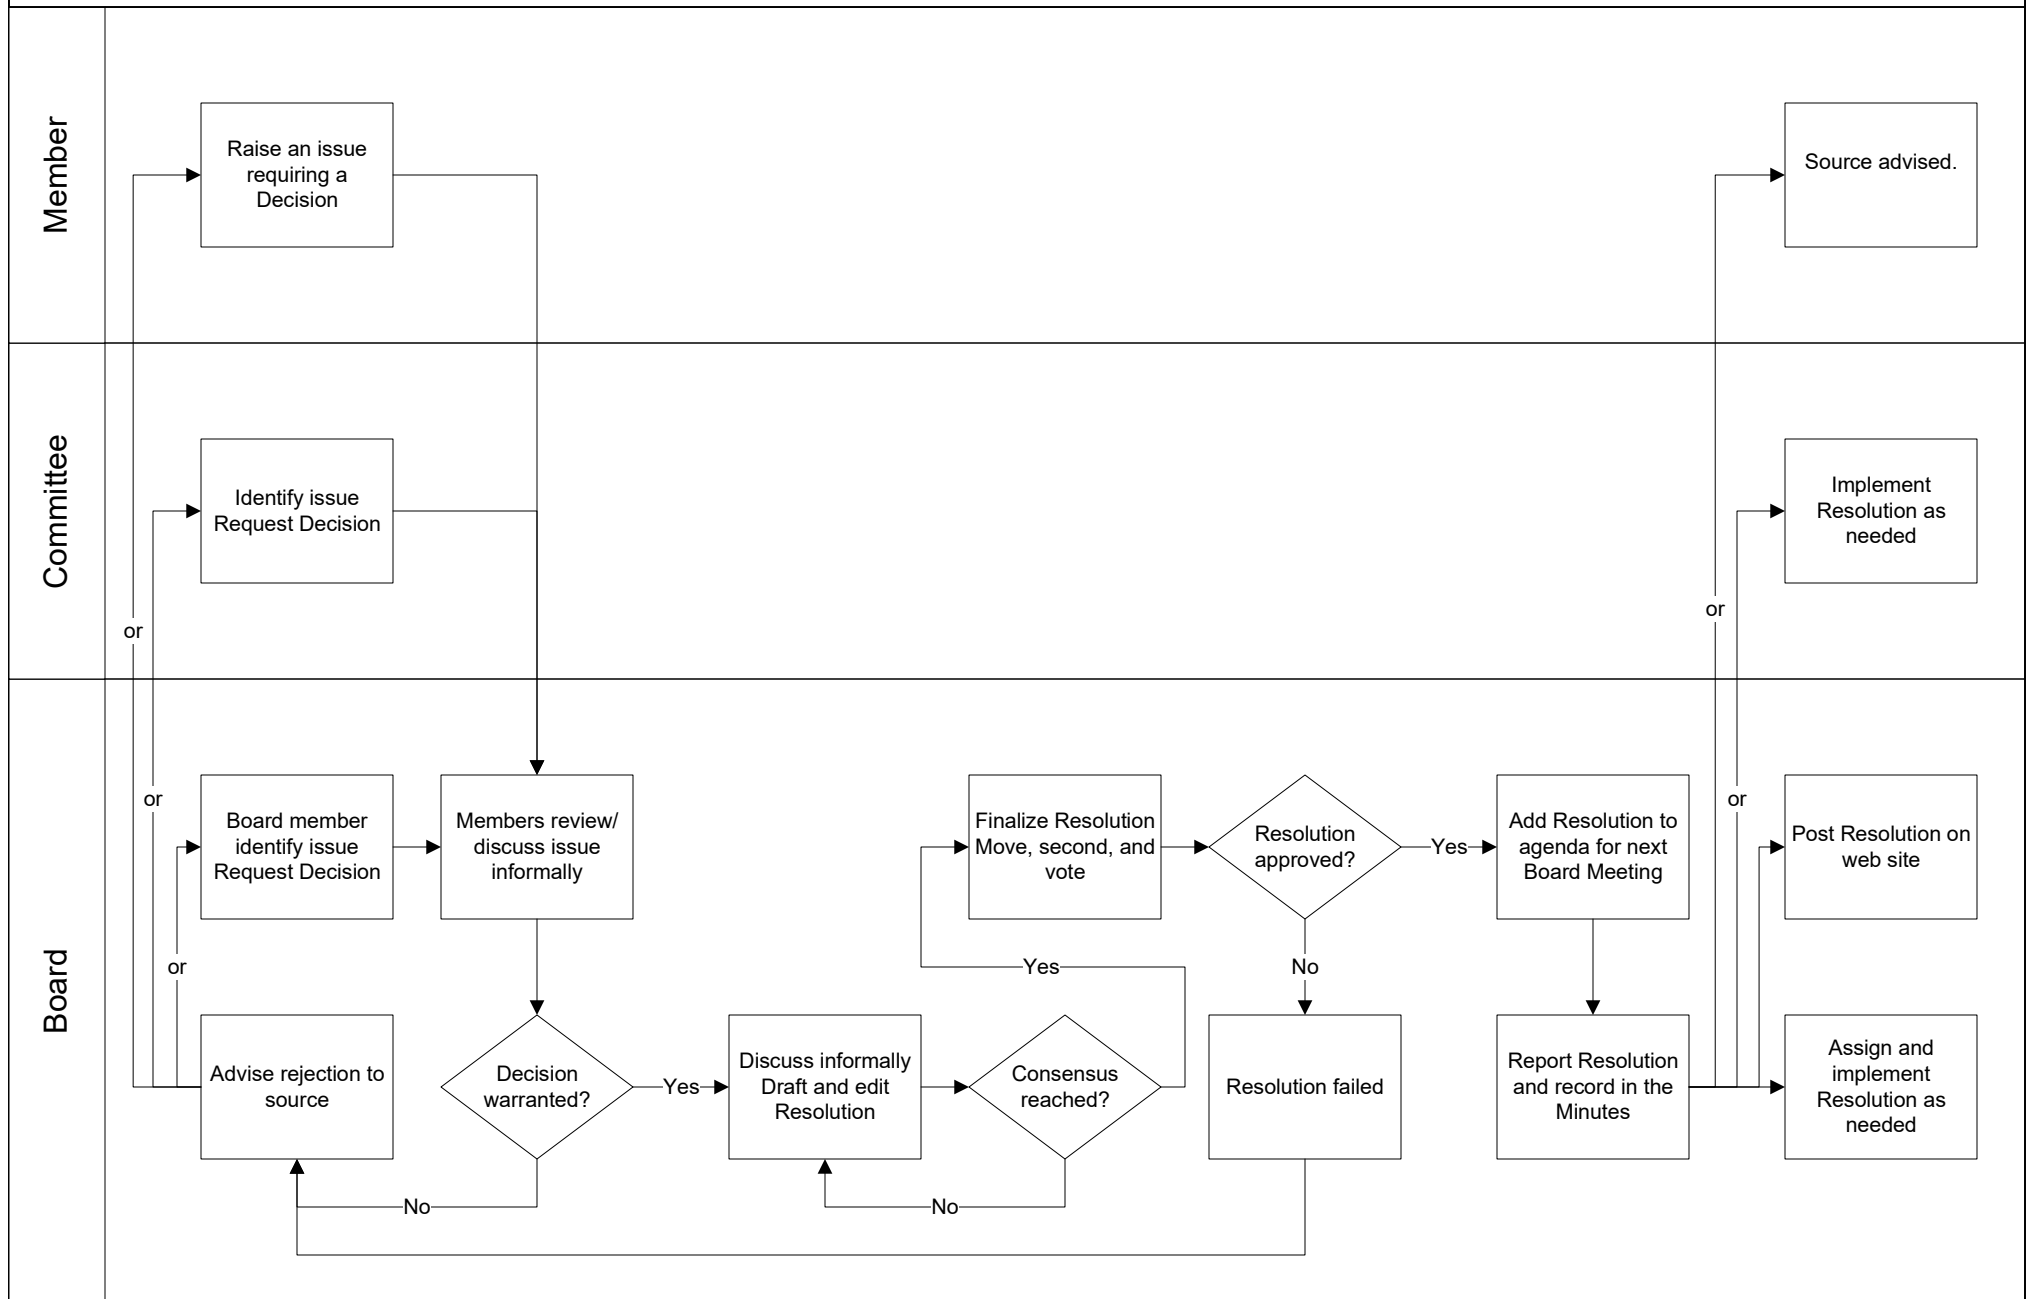 Member
Raise an issue
requiring a
Decision
Source advised.
Committee
Identify issue
Request Decision
Implement
Resolution as
needed
or
or
Board
or
or
or
Board member
identify issue
Request Decision
Members review/
discuss issue
informally
Finalize Resolution
Move, second, and
vote
Resolution
approved?
Yes
Add Resolution to
agenda for next
Board Meeting
Post Resolution on
web site
Yes
No
Advise rejection to
source
Decision
warranted?
Yes
Discuss informally
Draft and edit
Resolution
Consensus
reached?
Resolution failed
Report Resolution
and record in the
Minutes
Assign and
implement
Resolution as
needed
No
No